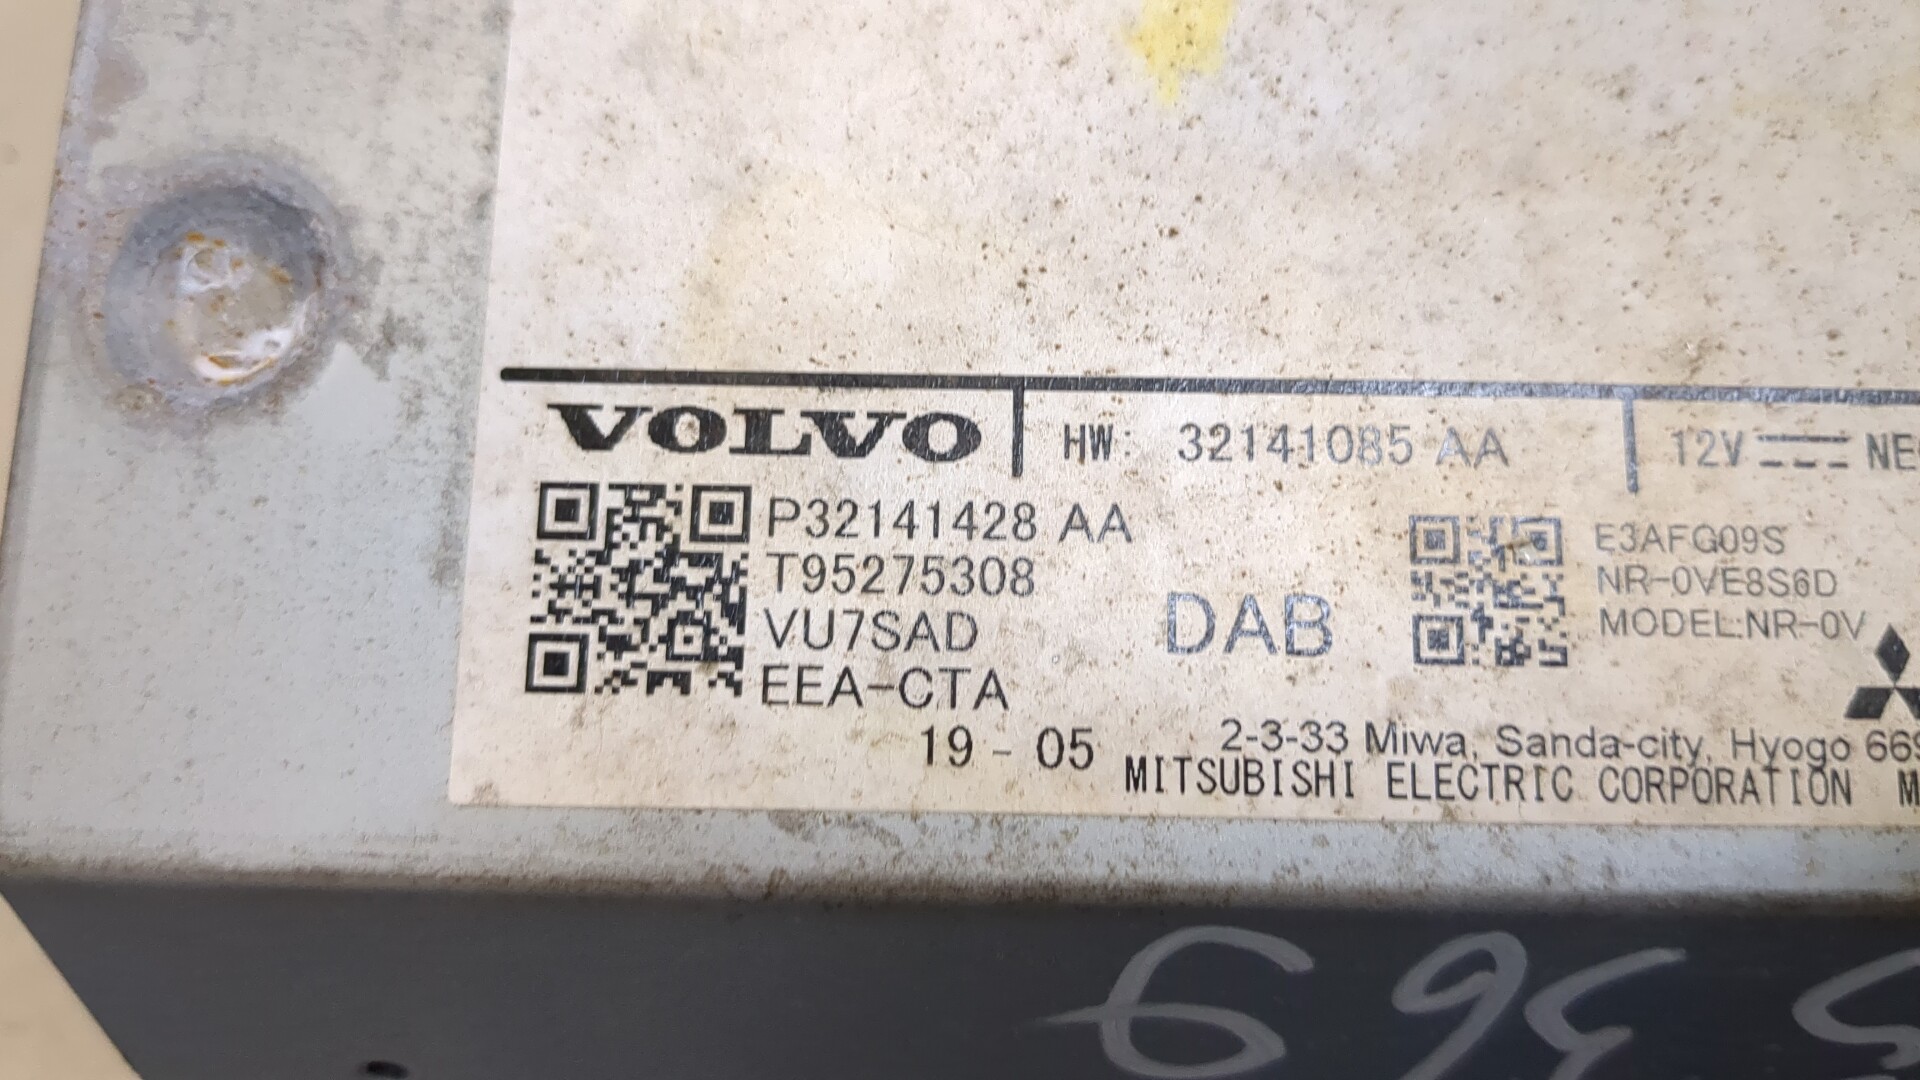 VOLVO HW: 32141085 AA 12V
P32141428 AA
T95275308
VU7SAD
EEA-CTA
DAB
E3AFG09S
NR-0VE8S6D
MODEL:NR-0V
19 - 05
2-3-33 Miwa, Sanda-city, Hyogo
MITSUBISHI ELECTRIC CORPORATION